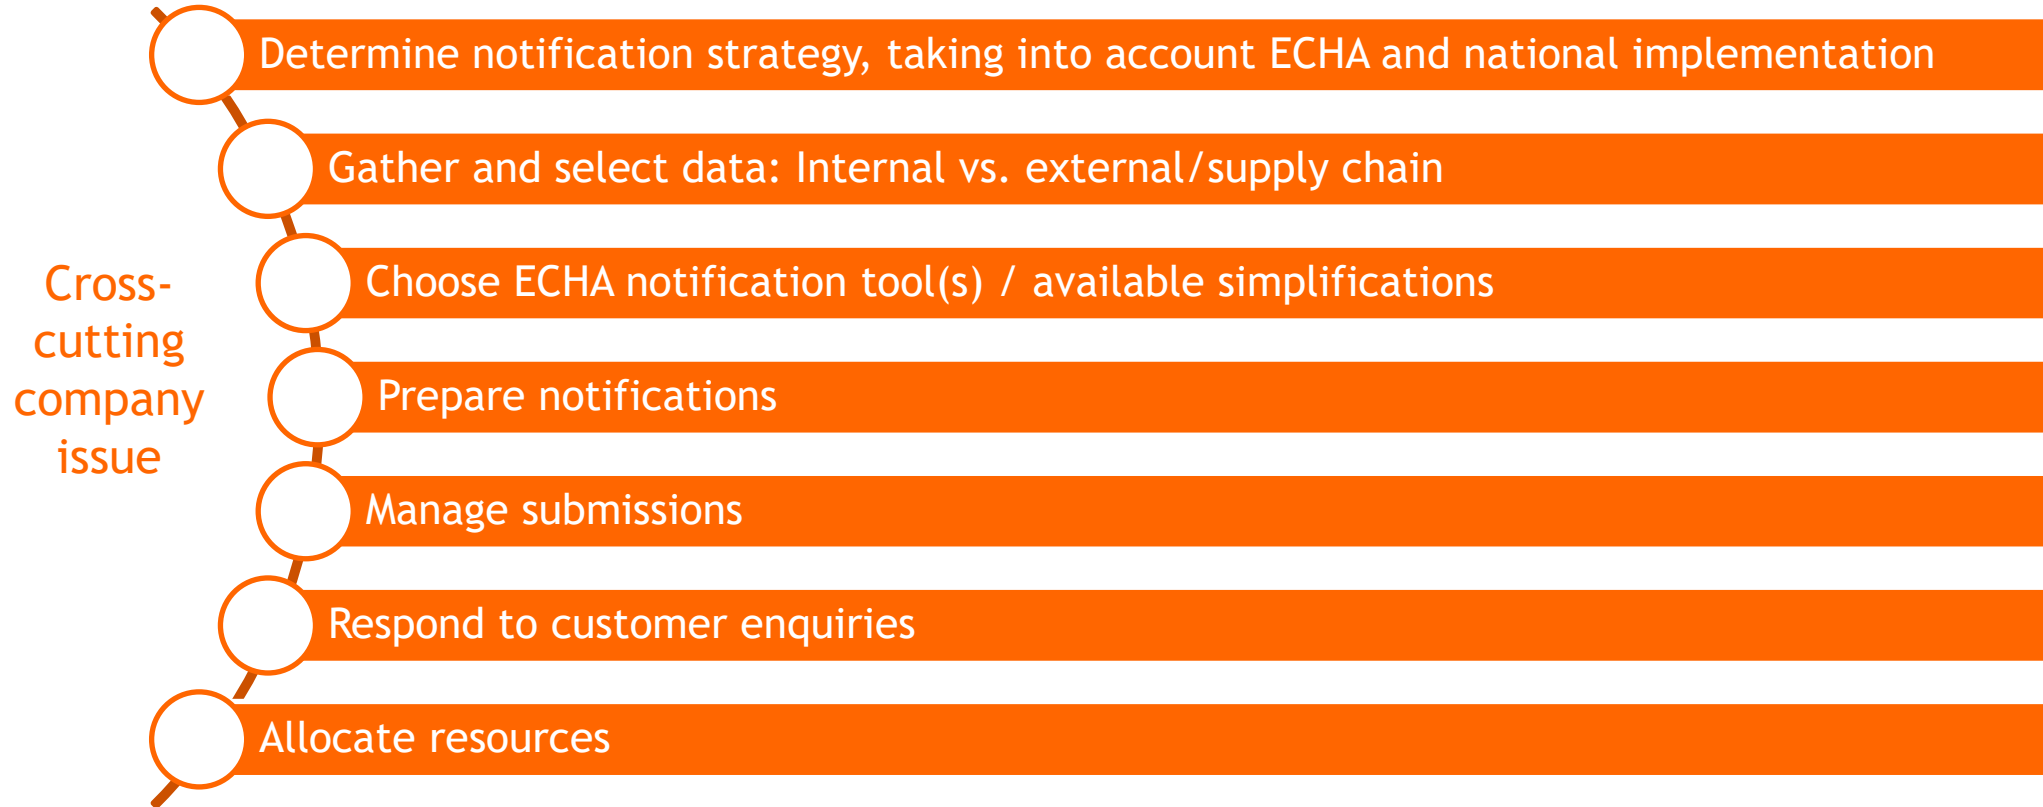 Determine notification strategy, taking into account ECHA and national implementation
Gather and select data: Internal vs. external/supply chain
Choose ECHA notification tool(s) / available simplifications
Cross-
cutting
company
issue
Prepare notifications
Manage submissions
Respond to customer enquiries
Allocate resources